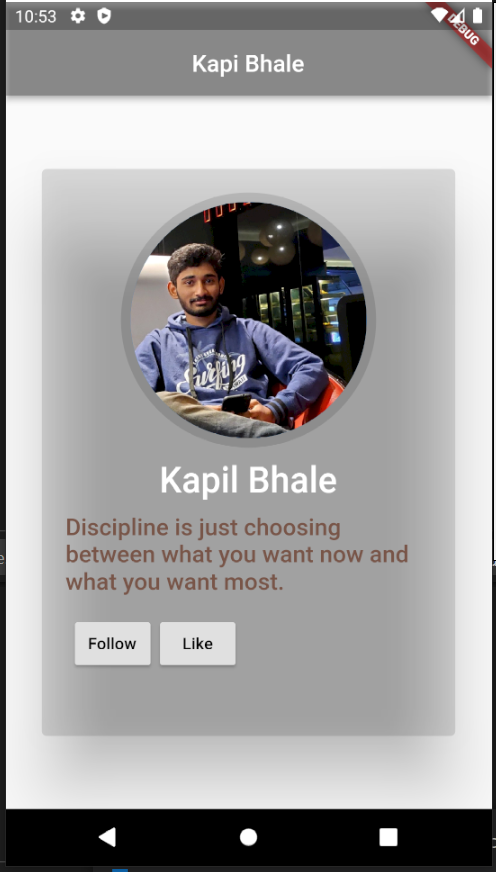 10:53
DEBUG
Kapi Bhale
Surfing
Kapil Bhale
Discipline is just choosing
between what you want now and
what you want most.
Follow
Like